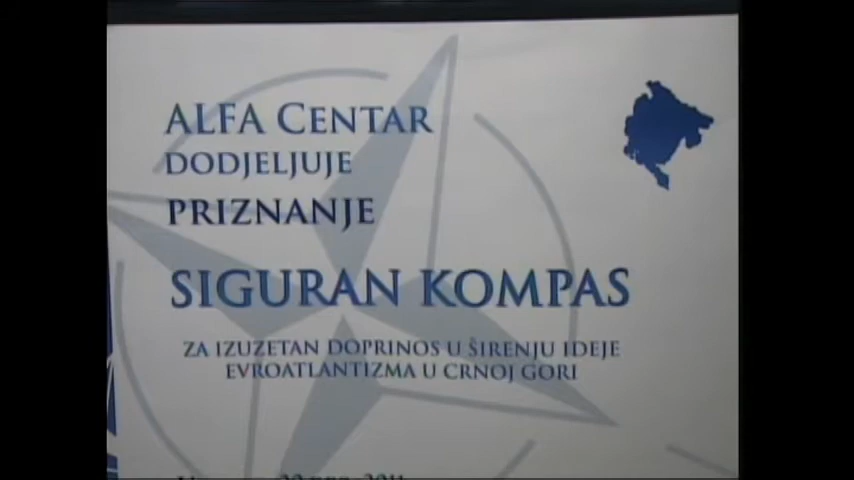 ALFA CENTAR
DODJELJUJE
PRIZNANJE
SIGURAN KOMPAS
ZA IZUZETAN DOPRINOS U ŠIRENJU IDEJE
EVROATLANTIZMA U CRNOJ GORI